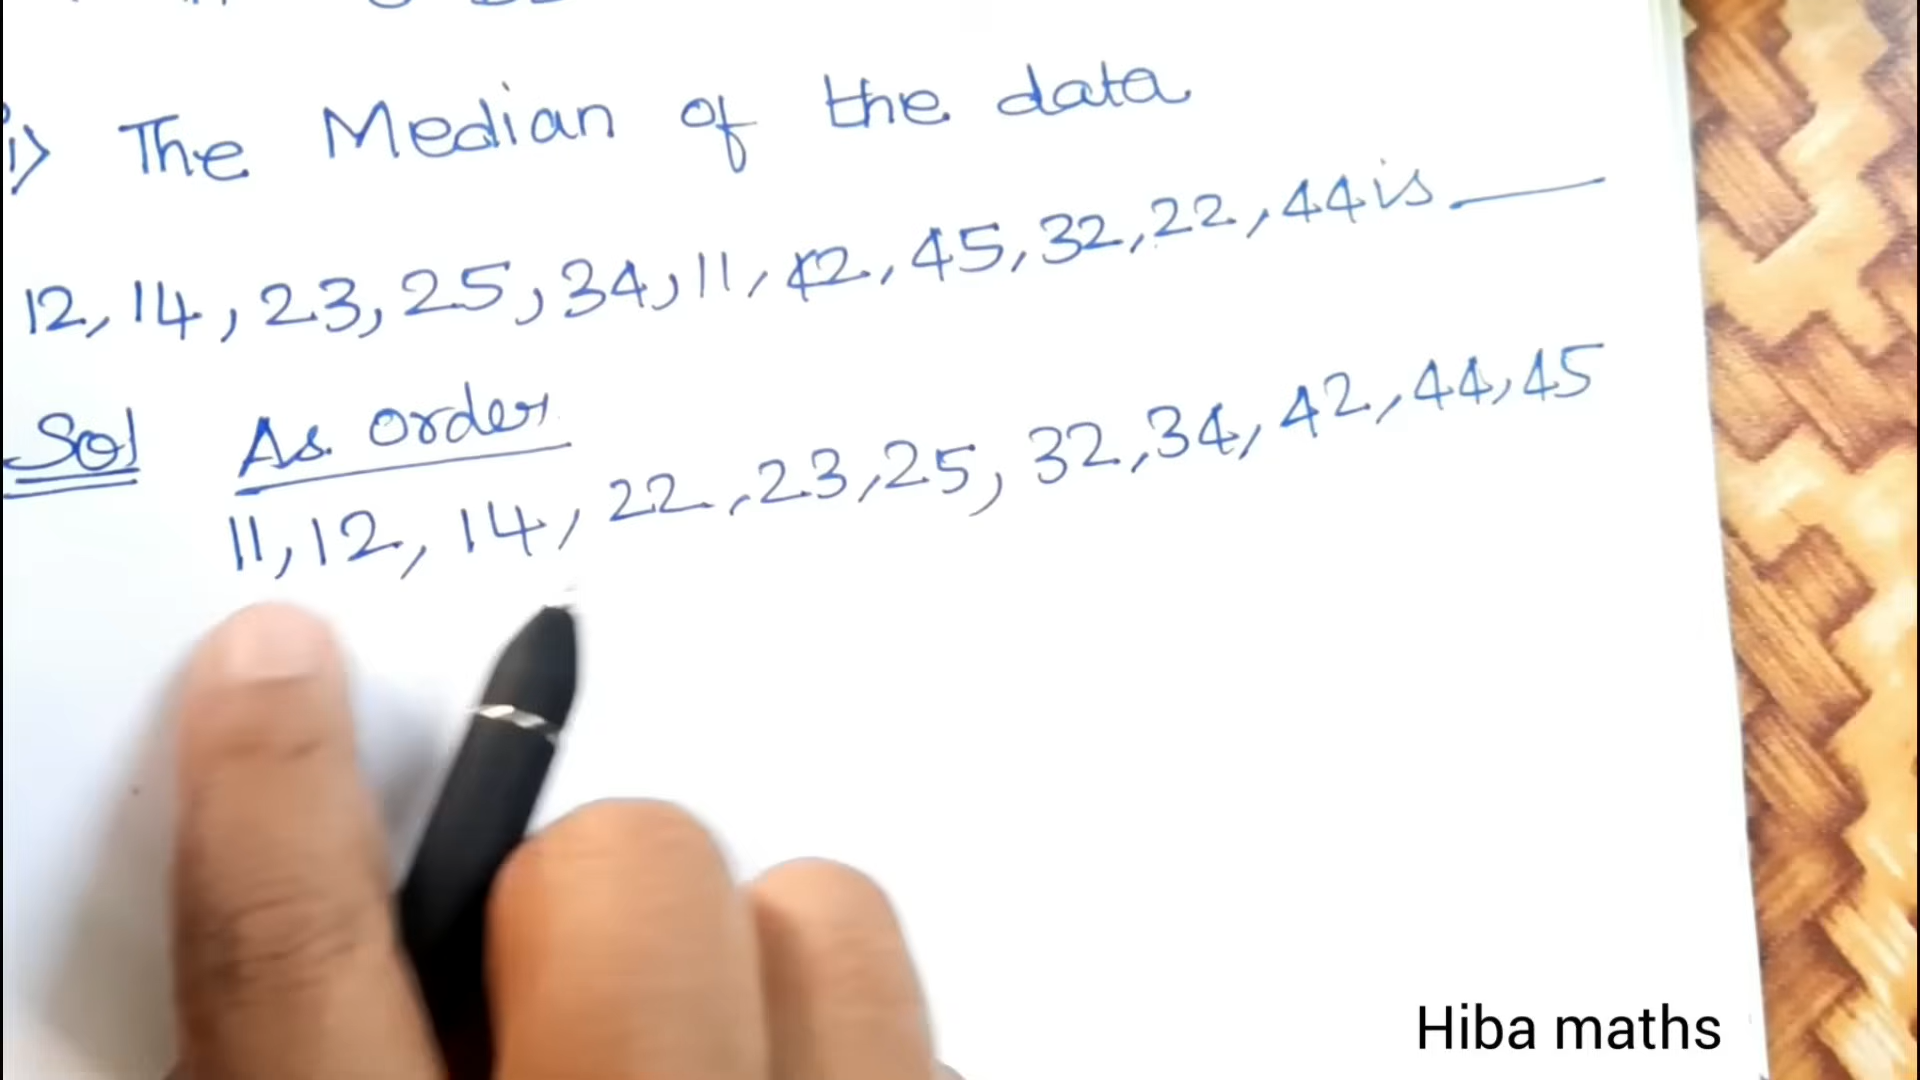 i) The Median of the data
12, 14, 23, 25, 34, 11, 42, 45, 32, 22, 44 is ___
Sol As order
11, 12, 14, 22, 23, 25, 32, 34, 42, 44, 45
Hiba maths